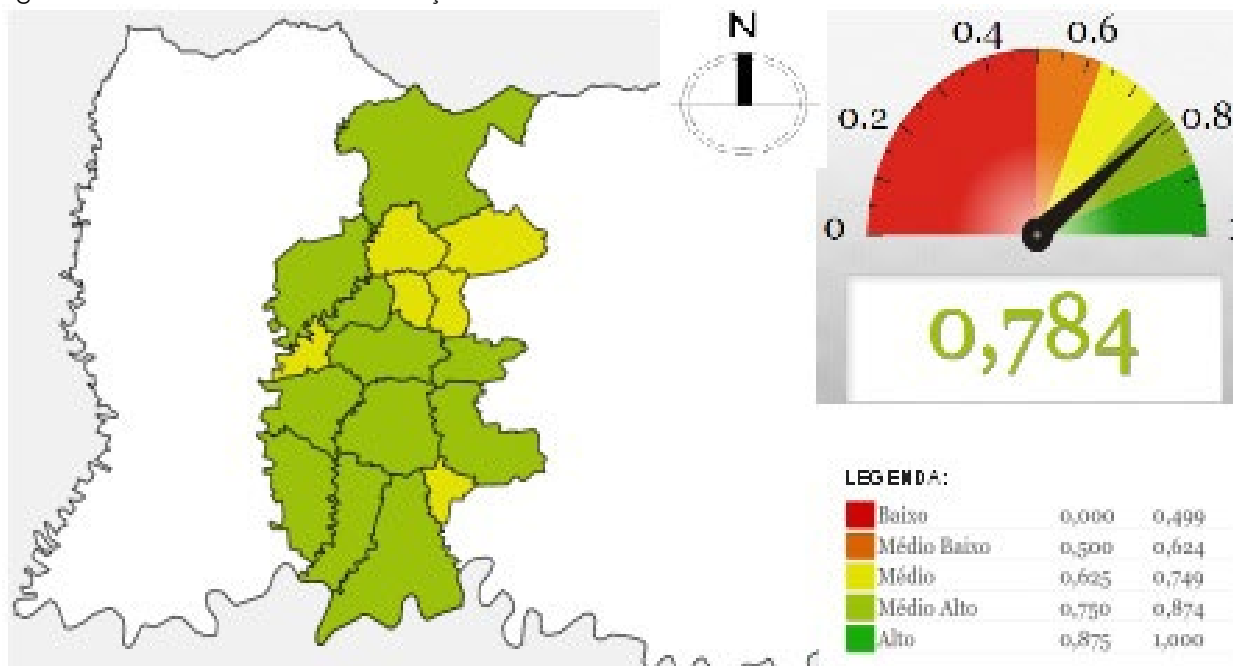 N
0.4 0.6
0.2 0.8
0
0,784
LEGENDA:
Baixo 0,000 0,499
Médio Baixo 0,500 0,624
Médio 0,625 0,749
Médio Alto 0,750 0,874
Alto 0,875 1,000